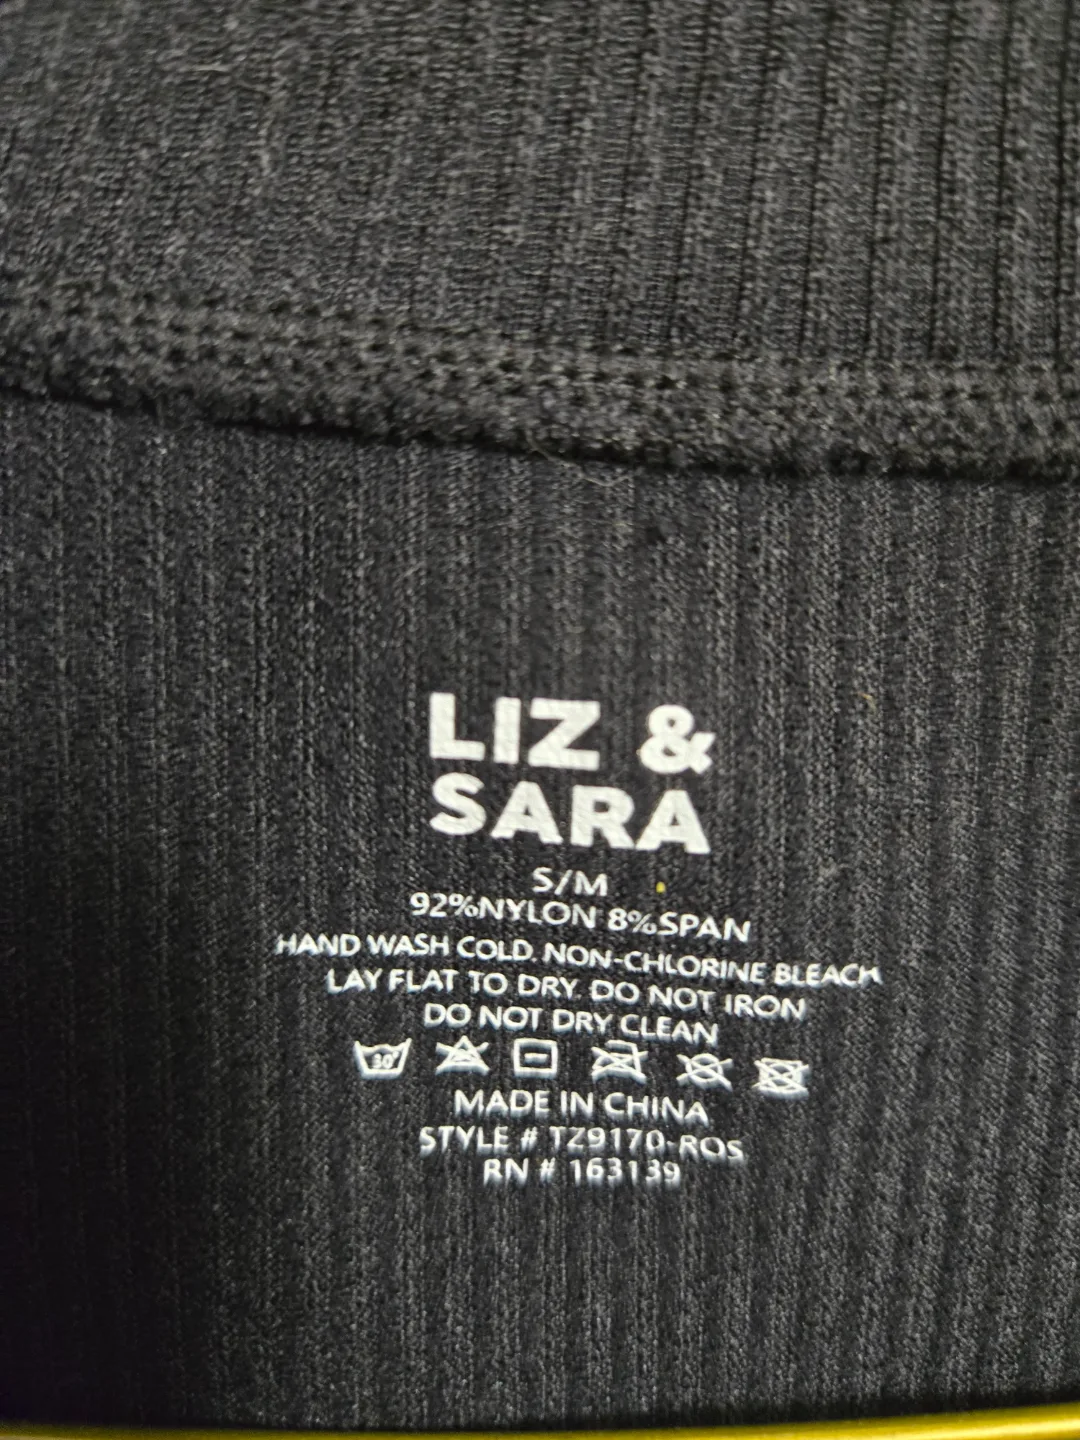 LIZ &
SARA
S/M
92%NYLON 8%SPAN
HAND WASH COLD. NON-CHLORINE BLEACH
LAY FLAT TO DRY. DO NOT IRON
DO NOT DRY CLEAN
30°
MADE IN CHINA
STYLE # TZ9170-ROS
RN # 163139